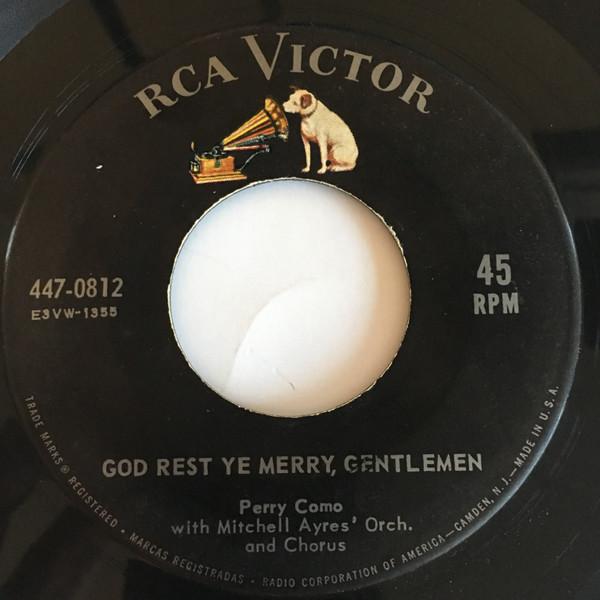 RCA VICTOR
447-0812
E3VW-1355
45
RPM
GOD REST YE MERRY, GENTLEMEN
Perry Como
with Mitchell Ayres' Orch.
and Chorus
TRADE MARKS ® REGISTERED • MARCAS REGISTRADAS • RADIO CORPORATION OF AMERICA—CAMDEN, N. J.—MADE IN U. S. A.